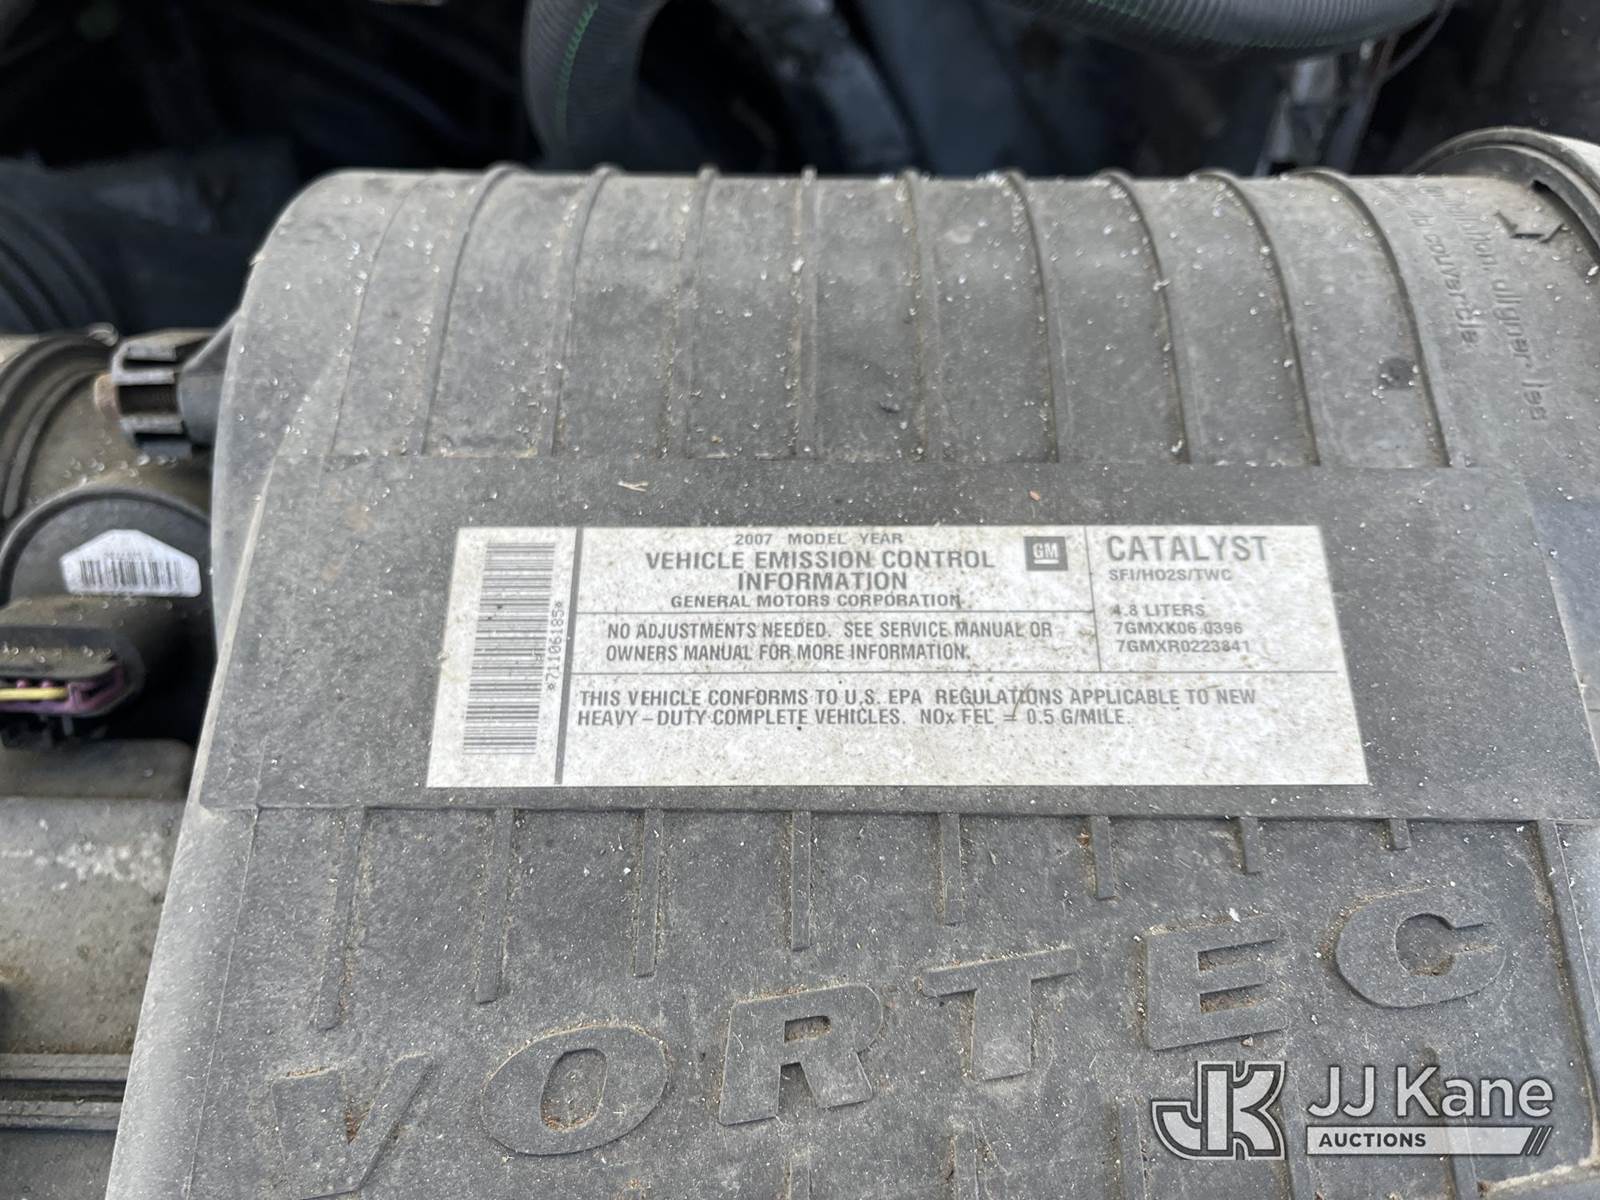 2007 MODEL YEAR
VEHICLE EMISSION CONTROL
INFORMATION
GENERAL MOTORS CORPORATION
GM
CATALYST
SFI/HO2S/TWC
4.8 LITERS
7GMXK06.0396
7GMXR0223841
NO ADJUSTMENTS NEEDED. SEE SERVICE MANUAL OR
OWNERS MANUAL FOR MORE INFORMATION.
THIS VEHICLE CONFORMS TO U.S. EPA REGULATIONS APPLICABLE TO NEW
HEAVY-DUTY COMPLETE VEHICLES. NOx FEL = 0.5 G/MILE.
*71106185*
VORTEC
JK JJ Kane
AUCTIONS